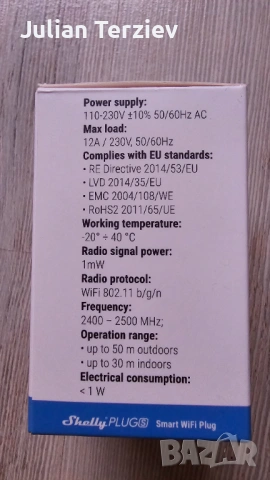 Julian Terziev
Power supply:
110-230V ±10% 50/60Hz AC
Max load:
12A / 230V, 50/60Hz
Complies with EU standards:
• RE Directive 2014/53/EU
• LVD 2014/35/EU
• EMC 2004/108/WE
• RoHS2 2011/65/UE
Working temperature:
-20° ÷ 40 °C
Radio signal power:
1mW
Radio protocol:
WiFi 802.11 b/g/n
Frequency:
2400 – 2500 MHz;
Operation range:
• up to 50 m outdoors
• up to 30 m indoors
Electrical consumption:
< 1 W
Shelly PLUG S Smart WiFi Plug
BAZAR